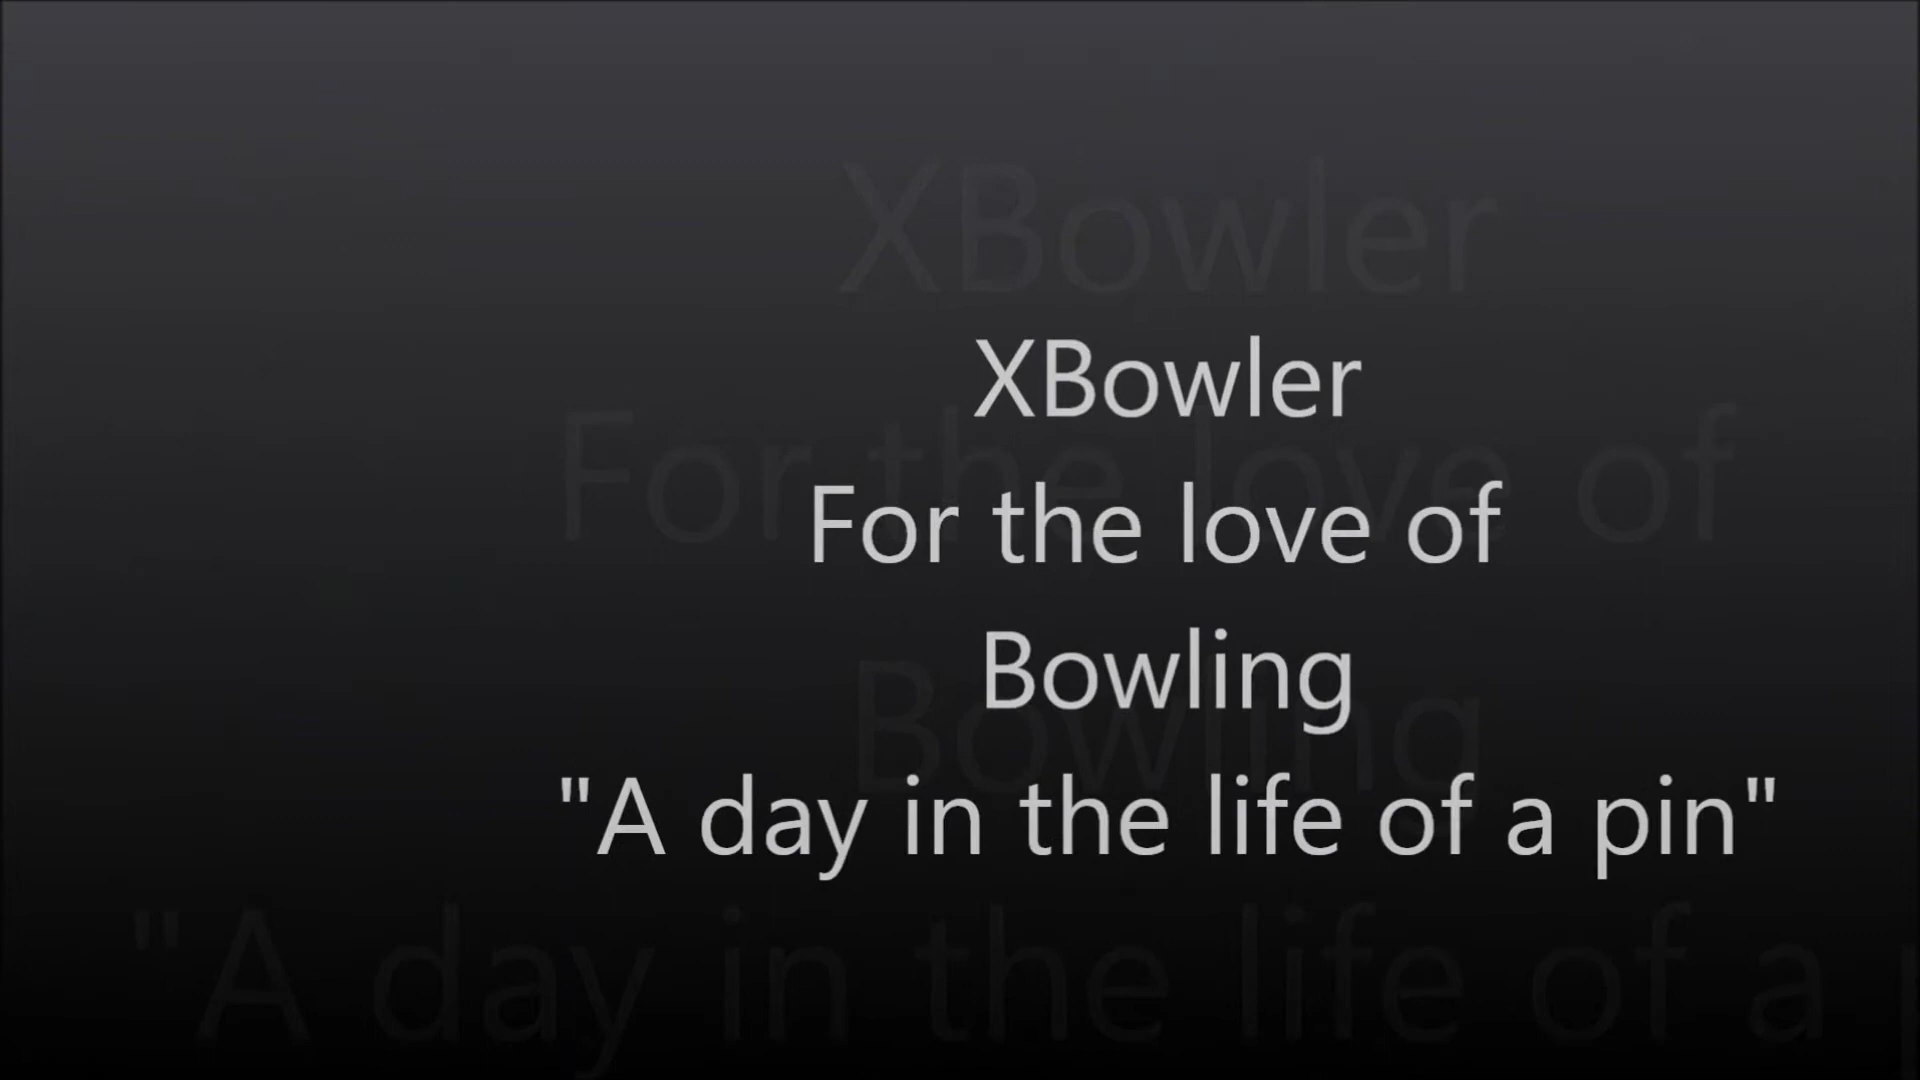 XBowler
For the love of
Bowling
"A day in the life of a pin"